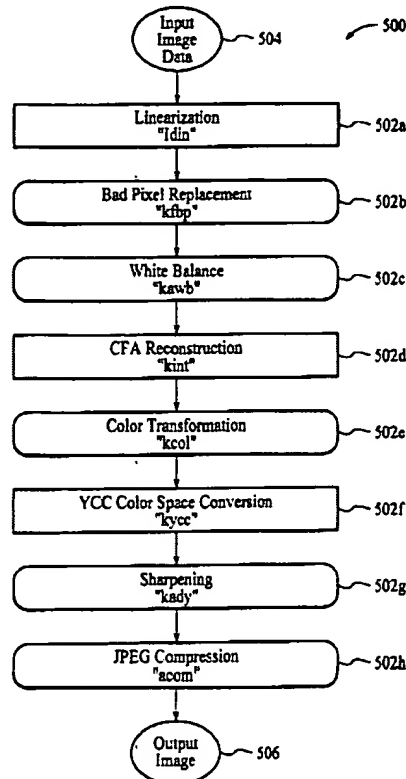 Input
Image
Data
504
500
Linearization
"Idin"
502a
Bad Pixel Replacement
"kfbp"
502b
White Balance
"kawb"
502c
CFA Reconstruction
"kint"
502d
Color Transformation
"kcol"
502e
YCC Color Space Conversion
"kycc"
502f
Sharpening
"kady"
502g
JPEG Compression
"acom"
502h
Output
Image
506